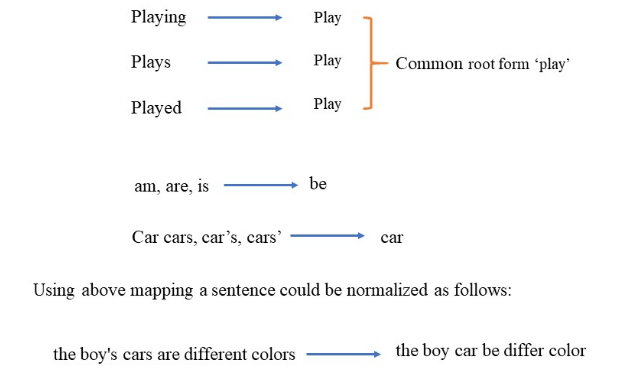 Playing Play
Plays Play Common root form ‘play’
Played Play
am, are, is be
Car cars, car’s, cars’ car
Using above mapping a sentence could be normalized as follows:
the boy's cars are different colors the boy car be differ color